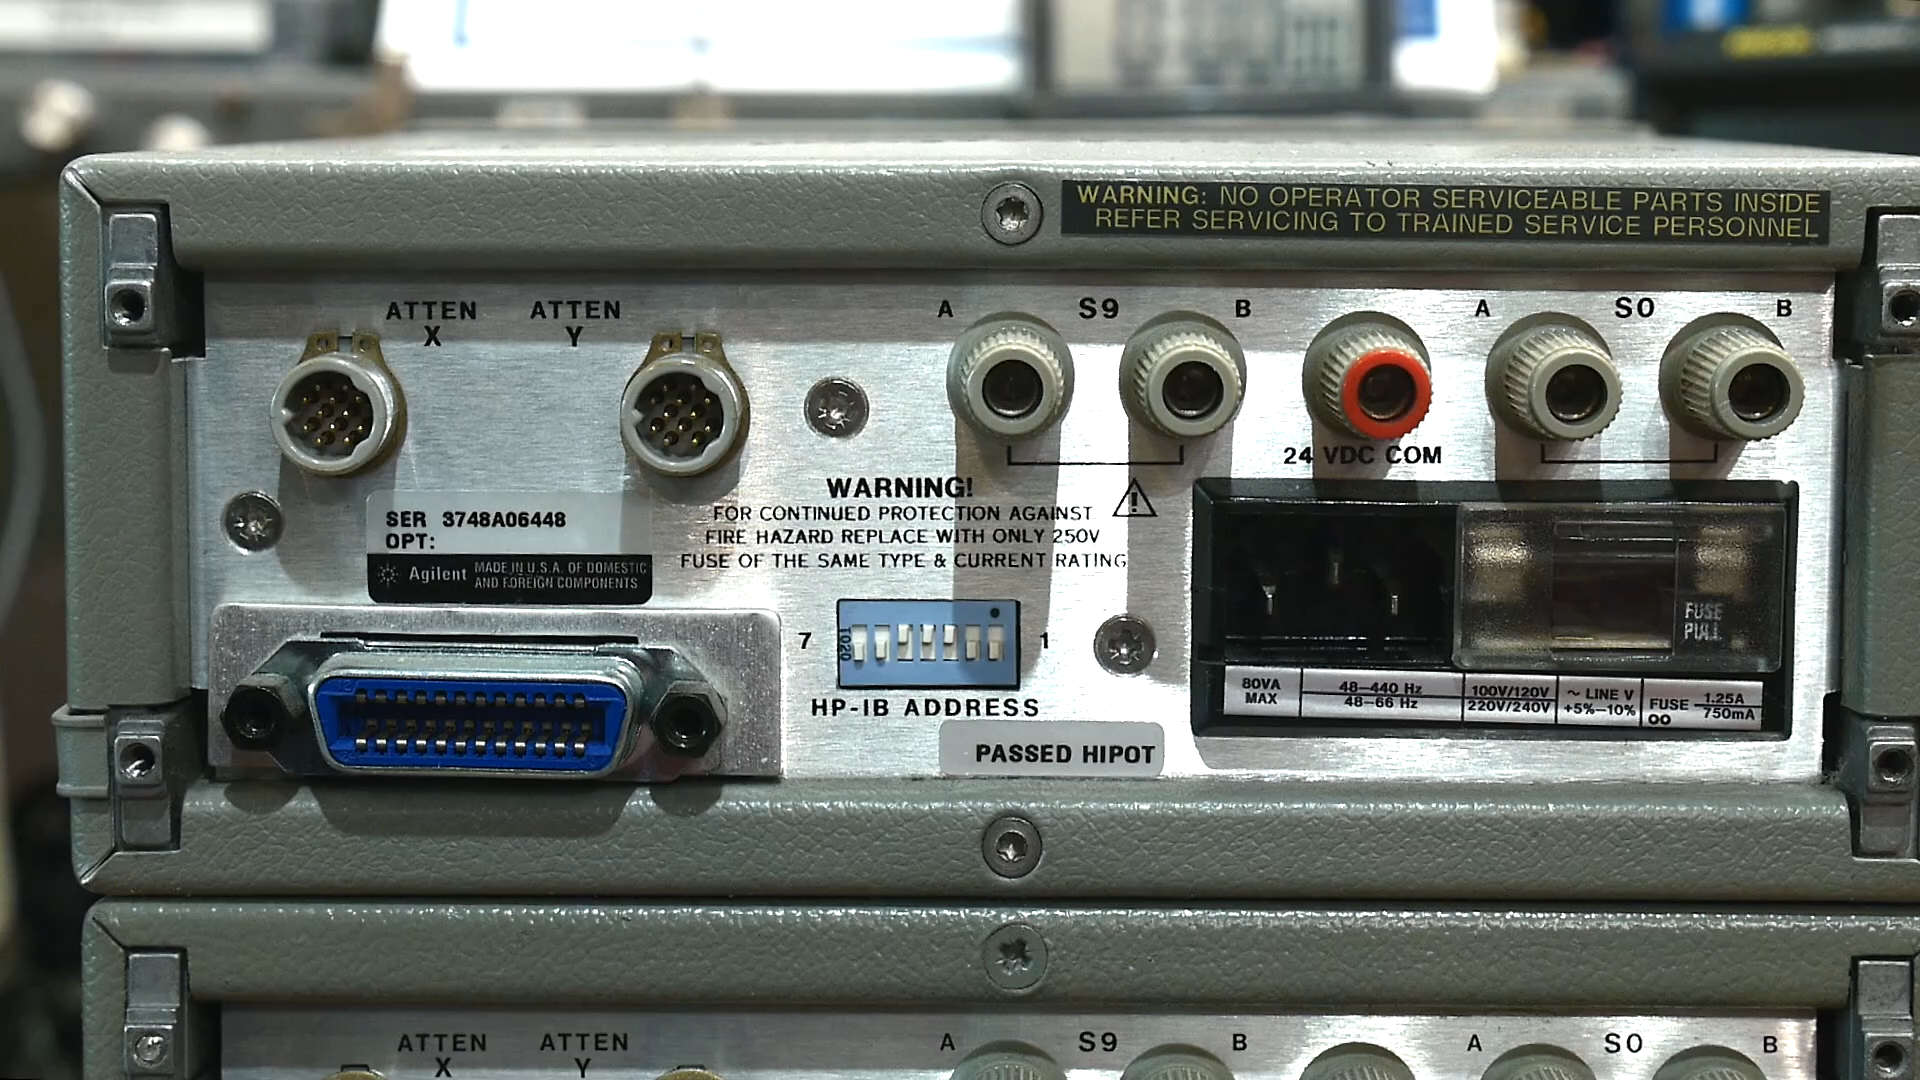 WARNING: NO OPERATOR SERVICEABLE PARTS INSIDE
REFER SERVICING TO TRAINED SERVICE PERSONNEL
ATTEN
X
ATTEN
Y
A
S9
B
A
S0
B
24 VDC COM
WARNING!
FOR CONTINUED PROTECTION AGAINST
FIRE HAZARD REPLACE WITH ONLY 250V
FUSE OF THE SAME TYPE & CURRENT RATING
SER 3748A06448
OPT:
Agilent
MADE IN U.S.A. OF DOMESTIC
AND FOREIGN COMPONENTS
7
1
HP-IB ADDRESS
PASSED HIPOT
FUSE
PULL
80VA
MAX
48-440 Hz
48-66 Hz
100V/120V
220V/240V
~ LINE V
+5%-10%
FUSE
1.25A
750mA
ATTEN
X
ATTEN
Y
A
S9
B
A
S0
B